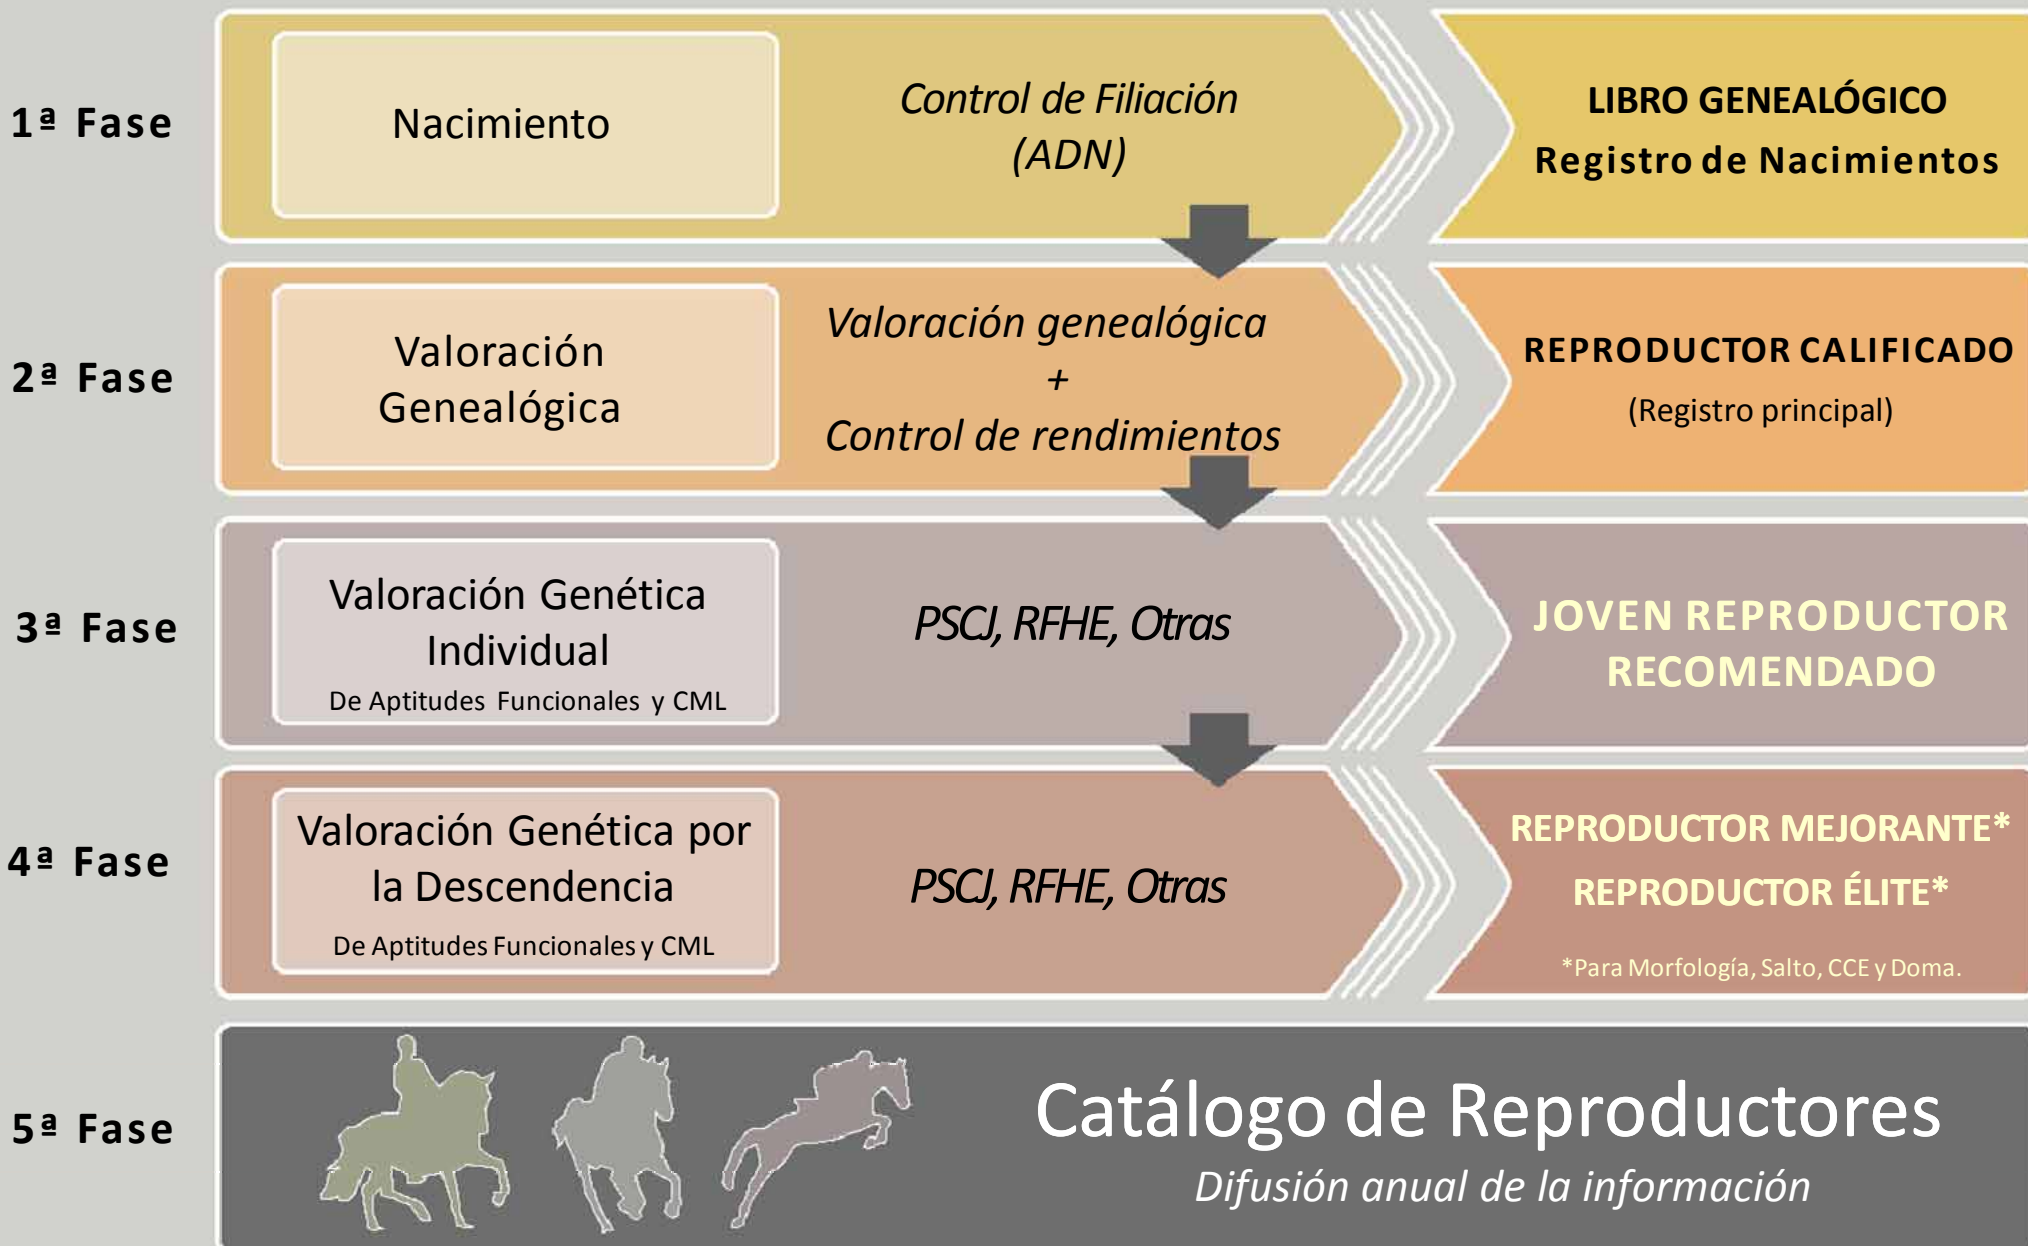 1ª Fase
Nacimiento
Control de Filiación
(ADN)
LIBRO GENEALÓGICO
Registro de Nacimientos
2ª Fase
Valoración
Genealógica
Valoración genealógica
+
Control de rendimientos
REPRODUCTOR CALIFICADO
(Registro principal)
3ª Fase
Valoración Genética
Individual
De Aptitudes Funcionales y CML
PSCJ, RFHE, Otras
JOVEN REPRODUCTOR
RECOMENDADO
4ª Fase
Valoración Genética por
la Descendencia
De Aptitudes Funcionales y CML
PSCJ, RFHE, Otras
REPRODUCTOR MEJORANTE*
REPRODUCTOR ÉLITE*
*Para Morfología, Salto, CCE y Doma.
5ª Fase
Catálogo de Reproductores
Difusión anual de la información